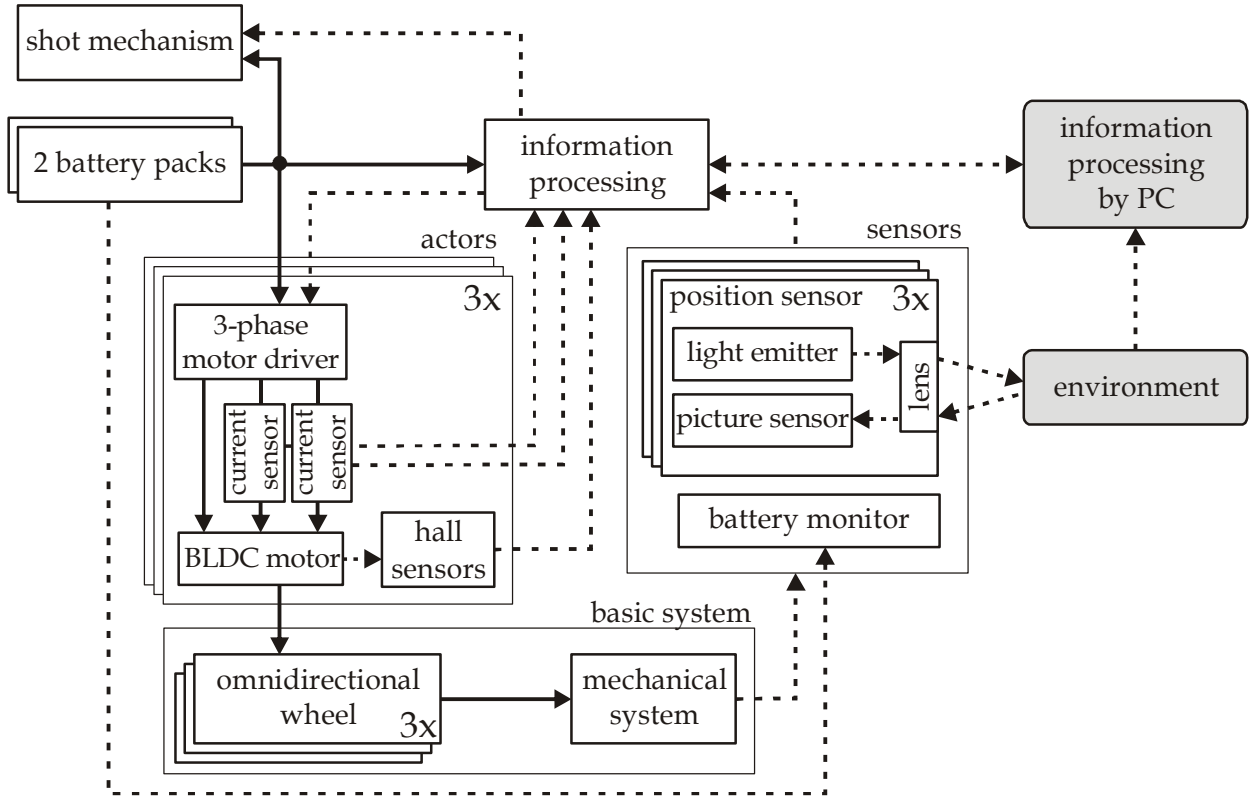 shot mechanism
2 battery packs
information
processing
information
processing
by PC
actors
3x
3-phase
motor driver
current
sensor
current
sensor
BLDC motor
hall
sensors
sensors
position sensor
3x
light emitter
lens
picture sensor
battery monitor
environment
basic system
omnidirectional
wheel
3x
mechanical
system